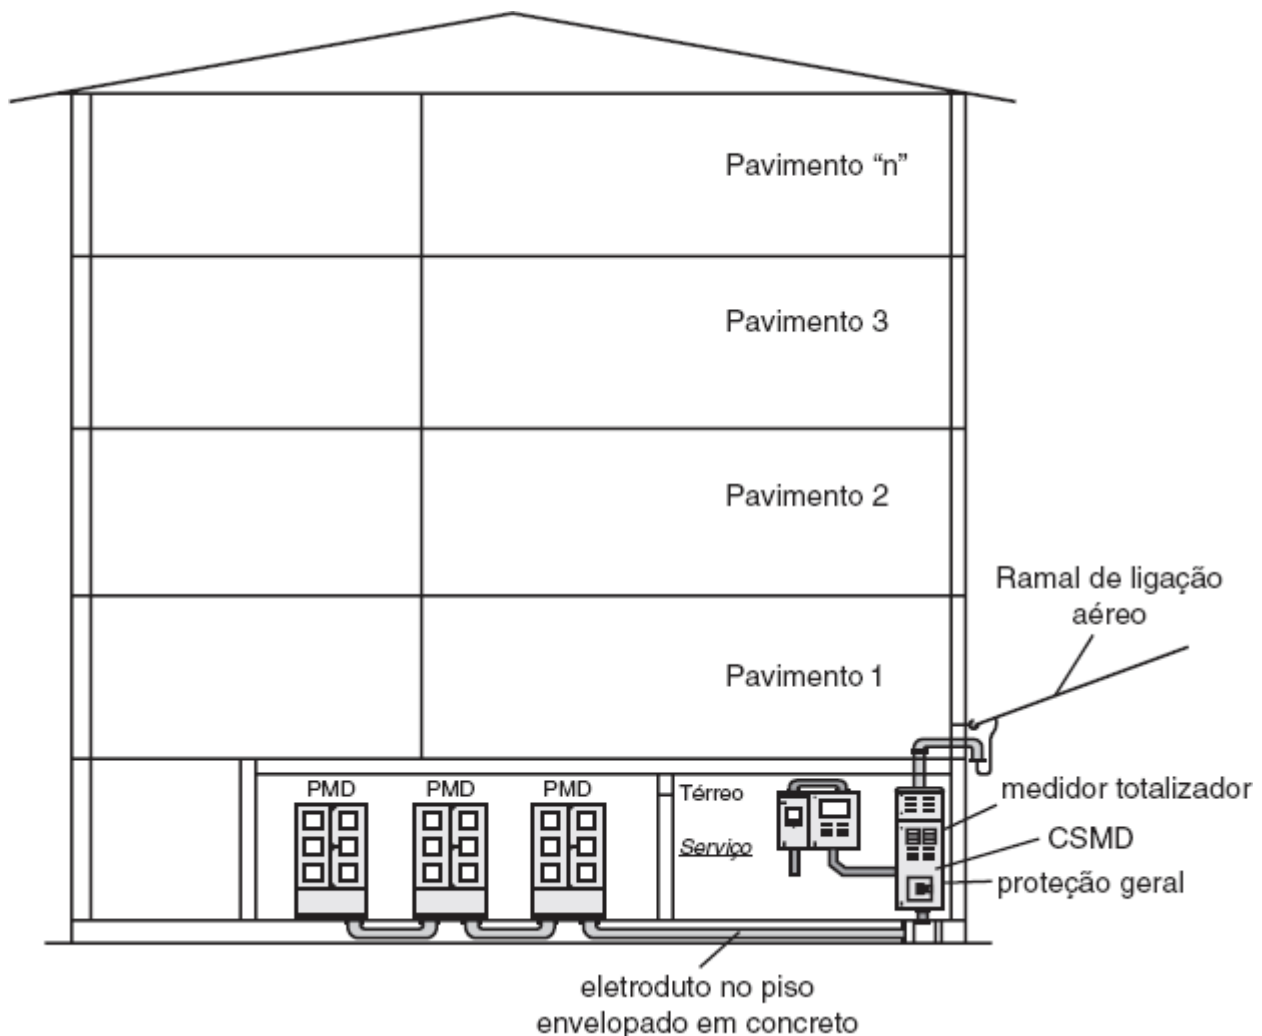 Pavimento “n”
Pavimento 3
Pavimento 2
Ramal de ligação
aéreo
Pavimento 1
PMD
PMD
PMD
Térreo
Serviço
medidor totalizador
CSMD
proteção geral
eletroduto no piso
envelopado em concreto